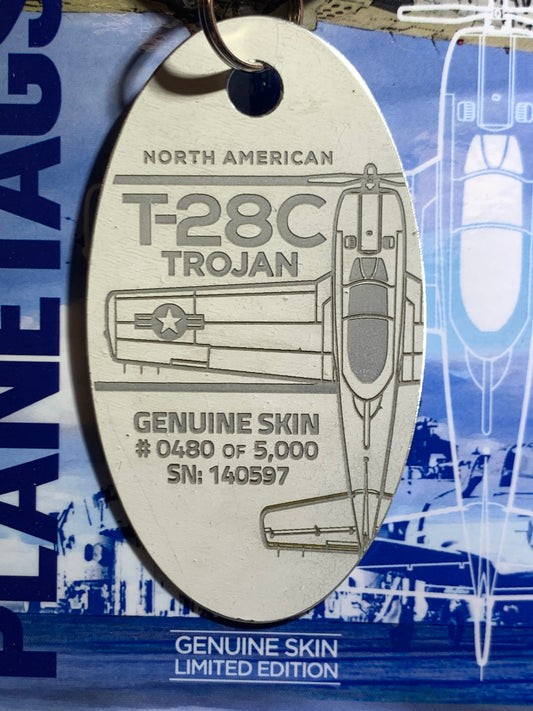 PLANETAGS
NORTH AMERICAN
T-28C
TROJAN
GENUINE SKIN
# 0480 OF 5,000
SN: 140597
GENUINE SKIN
LIMITED EDITION